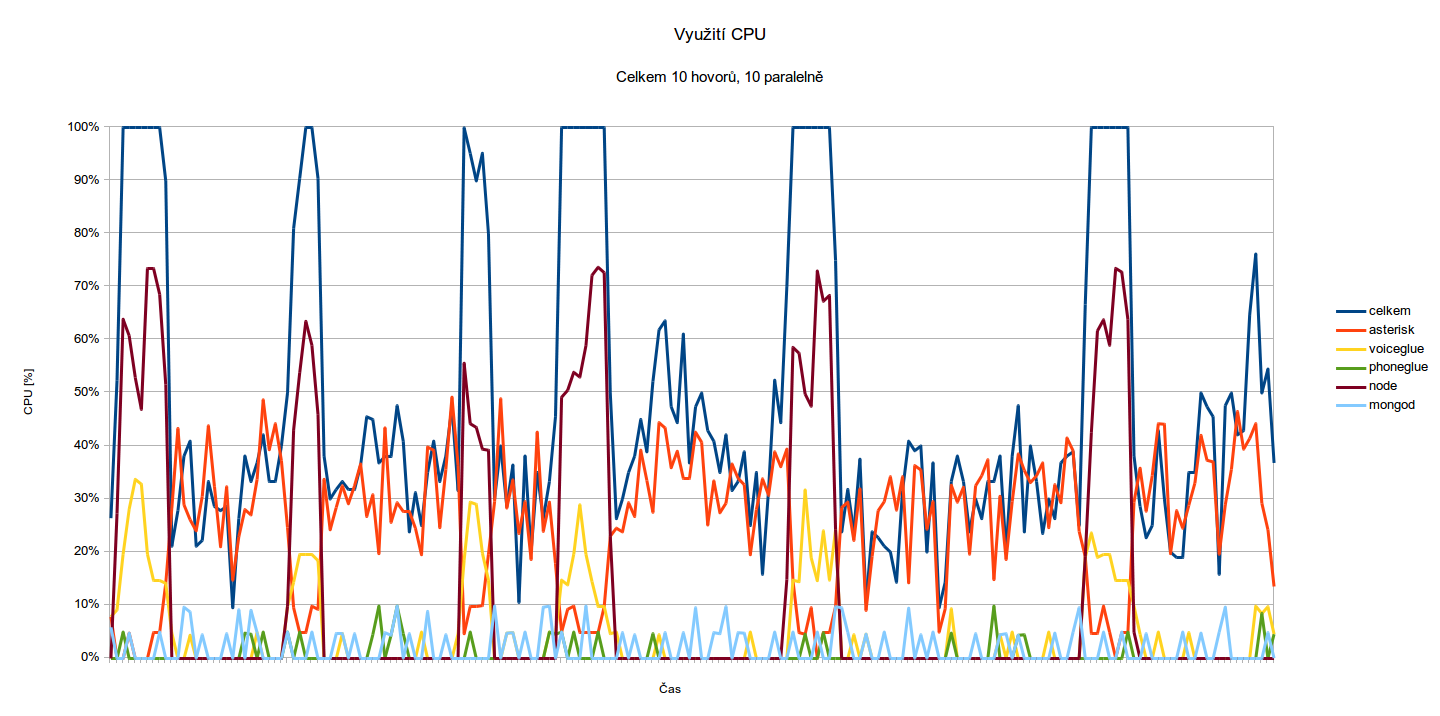 Využití CPU
Celkem 10 hovorů, 10 paralelně
100%
90%
80%
70%
60%
50%
40%
30%
20%
10%
0%
CPU [%]
Čas
celkem
asterisk
voiceglue
phoneglue
node
mongod